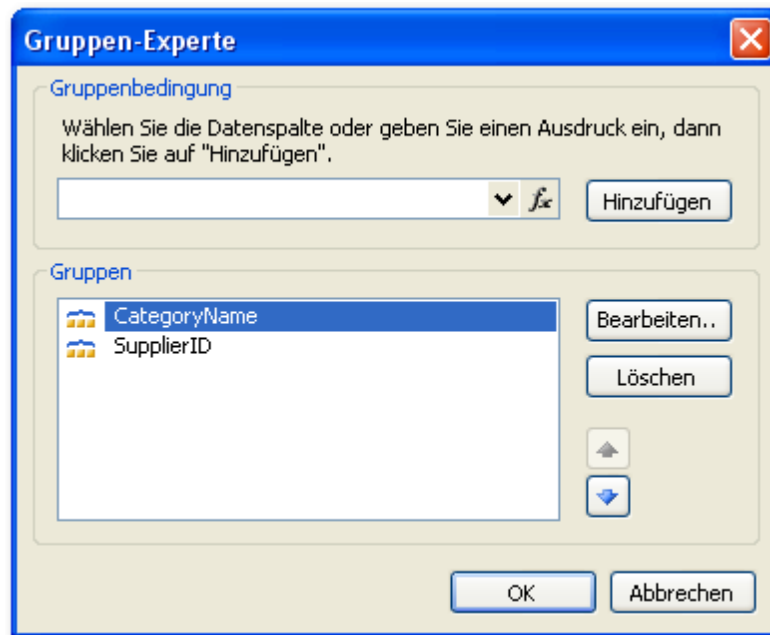 Gruppen-Experte
Gruppenbedingung
Wählen Sie die Datenspalte oder geben Sie einen Ausdruck ein, dann
klicken Sie auf "Hinzufügen".
fx
Hinzufügen
Gruppen
CategoryName
SupplierID
Bearbeiten..
Löschen
OK
Abbrechen